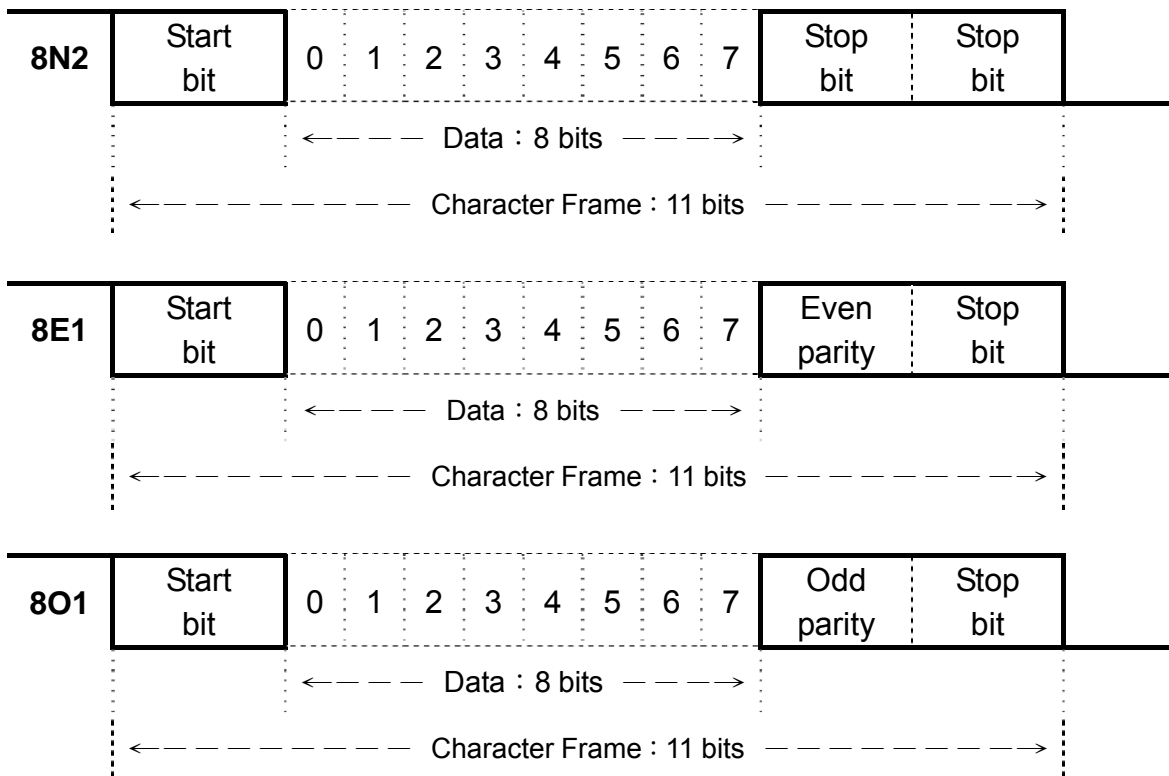 8N2 Start bit 0 1 2 3 4 5 6 7 Stop bit Stop bit
Data：8 bits
Character Frame：11 bits
8E1 Start bit 0 1 2 3 4 5 6 7 Even parity Stop bit
Data：8 bits
Character Frame：11 bits
8O1 Start bit 0 1 2 3 4 5 6 7 Odd parity Stop bit
Data：8 bits
Character Frame：11 bits